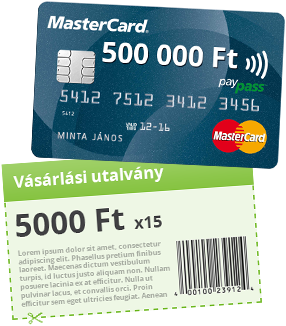 MasterCard
500 000 Ft
paypass
5412 7512 3412 3456
5412
VALID THRU 12-16
MINTA JÁNOS
MasterCard
Vásárlási utalvány
5000 Ft x15
Lorem ipsum dolor sit amet, consectetur
adipiscing elit. Phasellus pretium finibus
laoreet. Maecenas dictum vestibulum
turpis, id luctus justo aliquam non. Nullam
posuere lacinia ex at efficitur. Nulla ut
pulvinar lacus, et convallis orci. Proin
efficitur sem eget ultricies feugiat. Aenean
4 00100 23912 4